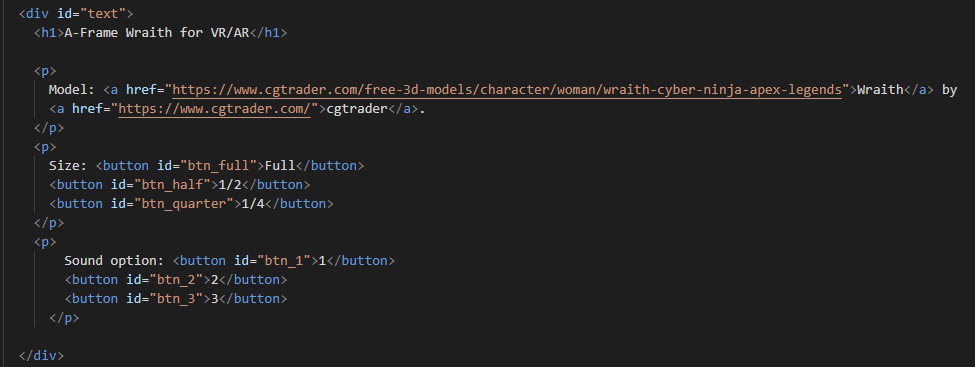 <div id="text">
<h1>A-Frame Wraith for VR/AR</h1>
<p>
Model: <a href="https://www.cgtrader.com/free-3d-models/character/woman/wraith-cyber-ninja-apex-legends">Wraith</a> by
<a href="https://www.cgtrader.com/">cgtrader</a>.
</p>
<p>
Size: <button id="btn_full">Full</button>
<button id="btn_half">1/2</button>
<button id="btn_quarter">1/4</button>
</p>
<p>
Sound option: <button id="btn_1">1</button>
<button id="btn_2">2</button>
<button id="btn_3">3</button>
</p>
</div>